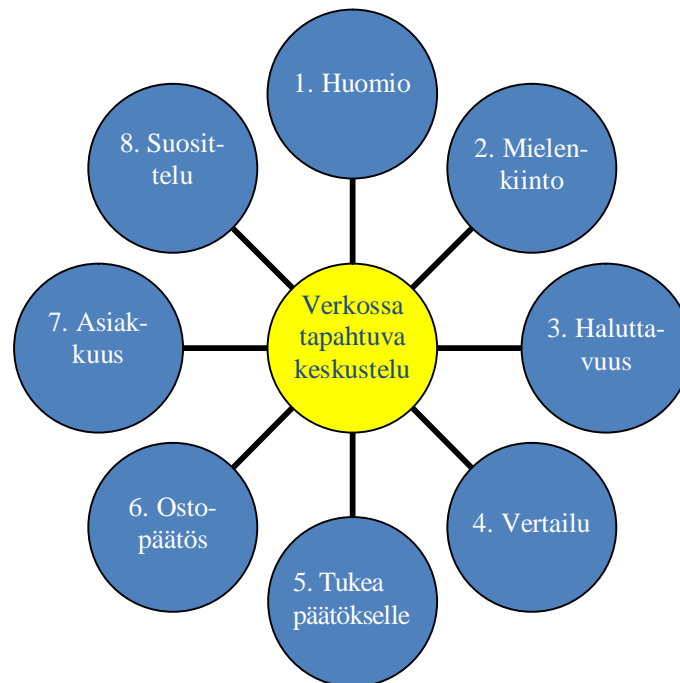 1. Huomio
2. Mielen-
kiinto
3. Halutta-
vuus
4. Vertailu
5. Tukea
päätökselle
6. Osto-
päätös
7. Asiak-
kuus
8. Suosit-
telu
Verkossa
tapahtuva
keskustelu